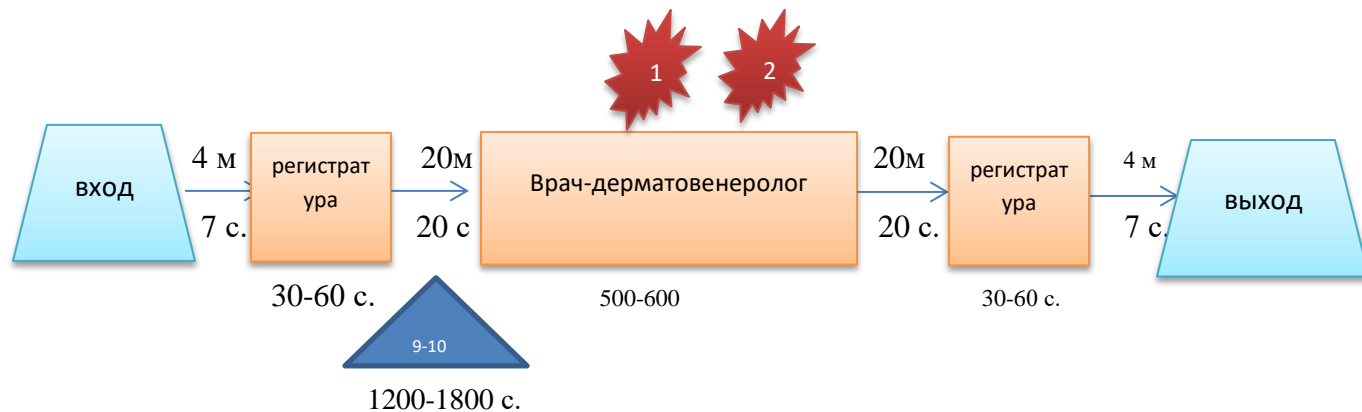 1
2
вход
4 м
7 с.
регистрат
ура
30-60 с.
20м
20 с
9-10
1200-1800 с.
Врач-дерматовенеролог
500-600
20м
20 с.
регистрат
ура
30-60 с.
4 м
7 с.
выход